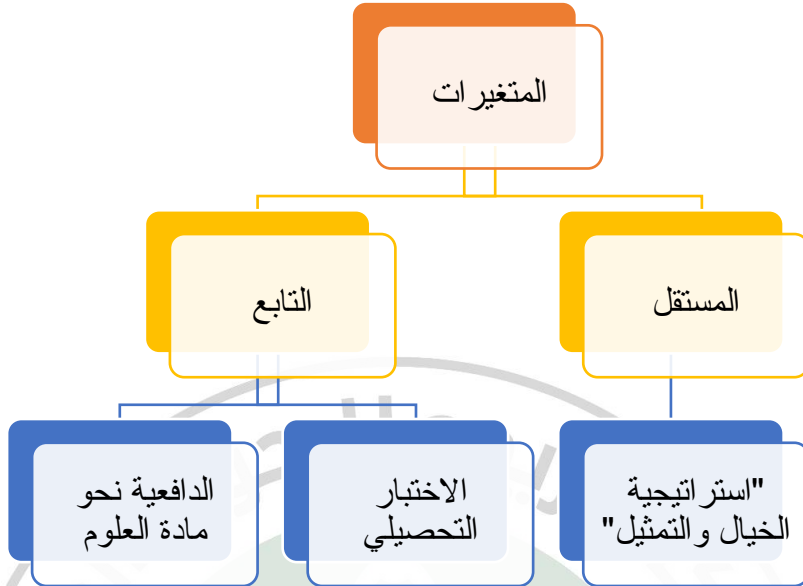 المتغيرات
المستقل
التابع
"استراتيجية
الخيال والتمثيل"
الاختبار
التحصيلي
الدافعية نحو
مادة العلوم